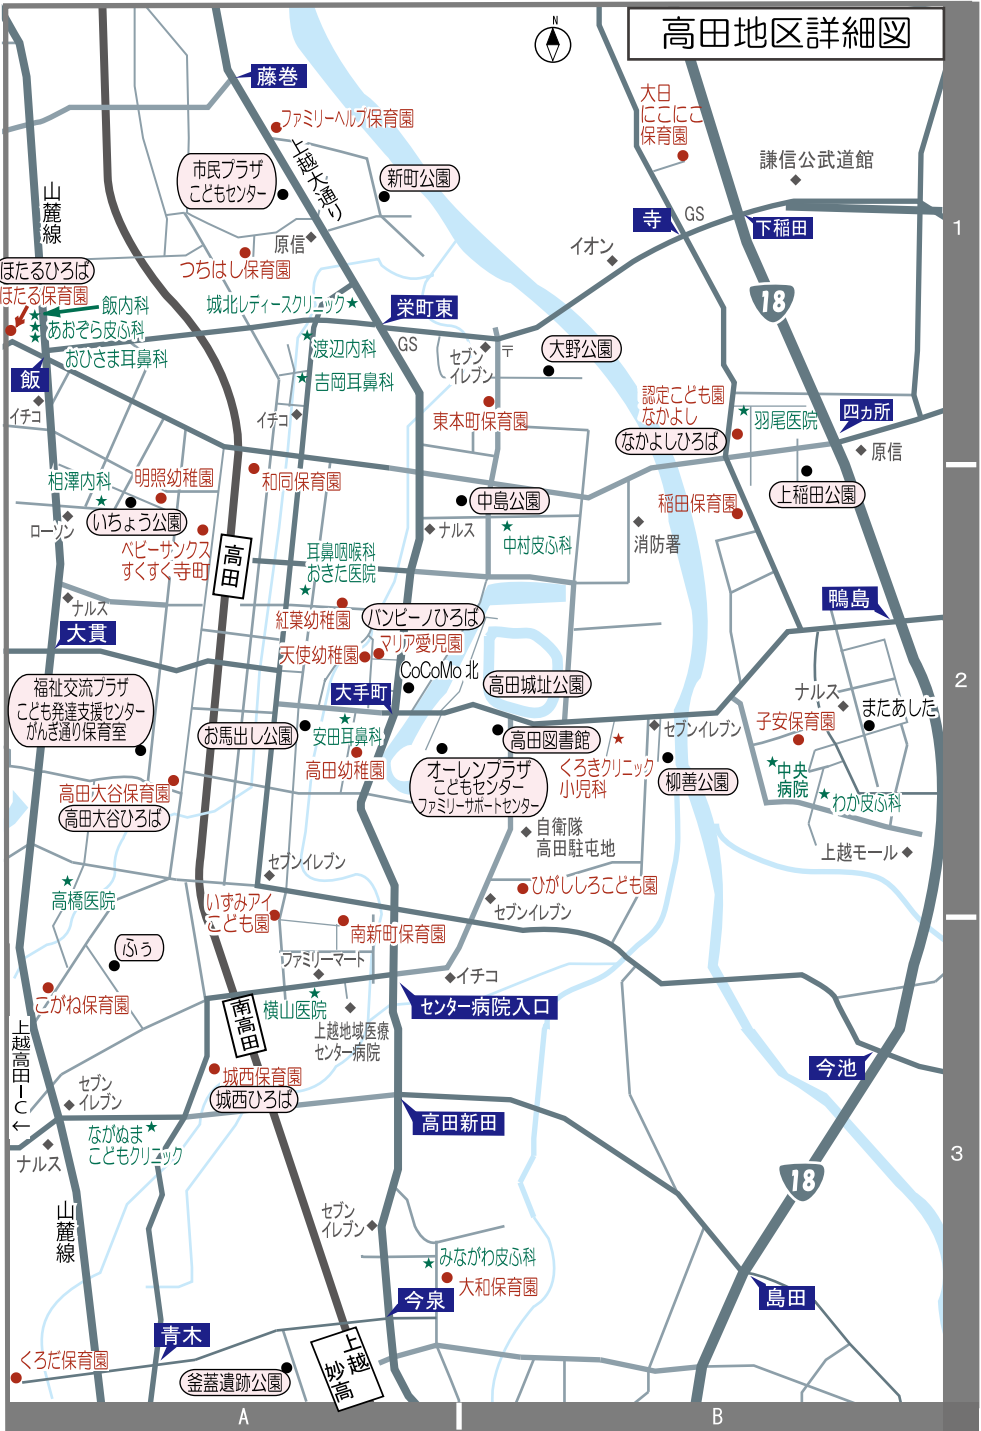 高田地区詳細図
N
藤巻
ファミリーヘルプ保育園
大日
にこにこ
保育園
上越大通り
市民プラザ
こどもセンター
新町公園
謙信公武道館
山麓線
寺
GS
下稲田
原信
イオン
1
つちはし保育園
ほたるひろば
ほたる保育園
飯内科
あおぞら皮ふ科
おひさま耳鼻科
城北レディースクリニック
栄町東
18
渡辺内科
GS
セブン
イレブン
〒
大野公園
飯
吉岡耳鼻科
イチコ
イチコ
東本町保育園
認定こども園
なかよし
なかよしひろば
羽尾医院
四ヵ所
原信
相澤内科
明照幼稚園
和同保育園
いちょう公園
中島公園
稲田保育園
上稲田公園
ローソン
ベビーサンクス
すくすく寺町
高田
ナルス
中村皮ふ科
消防署
耳鼻咽喉科
おきた医院
ナルス
紅葉幼稚園
バンビーノひろば
鴨島
大貫
天使幼稚園
マリア愛児園
CoCoMo 北
2
福祉交流プラザ
こども発達支援センター
がんぎ通り保育室
大手町
高田城址公園
ナルス
またあした
お馬出し公園
安田耳鼻科
高田図書館
セブンイレブン
子安保育園
高田幼稚園
オーレンプラザ
こどもセンター
ファミリーサポートセンター
くろきクリニック
小児科
柳善公園
中央
病院
わか皮ふ科
高田大谷保育園
高田大谷ひろば
自衛隊
高田駐屯地
上越モール
セブンイレブン
高橋医院
いずみアイ
こども園
ひがししろこども園
セブンイレブン
ふぅ
南新町保育園
ファミリーマート
イチコ
こがね保育園
南高田
横山医院
センター病院入口
上越地域医療
センター病院
上越高田IC
←
城西保育園
城西ひろば
今池
セブン
イレブン
高田新田
ながぬま
こどもクリニック
ナルス
3
18
山麓線
セブン
イレブン
みながわ皮ふ科
大和保育園
今泉
島田
青木
くろだ保育園
釜蓋遺跡公園
上越
妙高
A
B